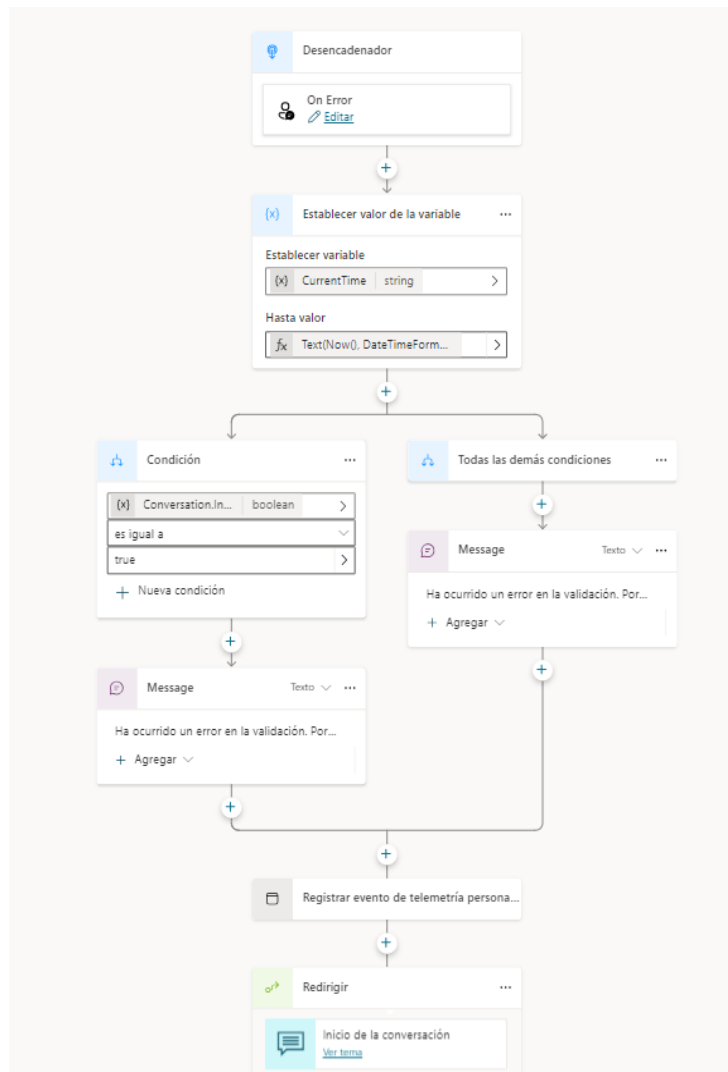 Desencadenador
On Error
Editar
{x} Establecer valor de la variable ...
Establecer variable
{x} CurrentTime string
Hasta valor
fx Text(Now(), DateTimeForm...
Condición ...
{x} Conversation.In... boolean
es igual a
true
+ Nueva condición
Todas las demás condiciones ...
Message Texto ...
Ha ocurrido un error en la validación. Por...
+ Agregar
Message Texto ...
Ha ocurrido un error en la validación. Por...
+ Agregar
Registrar evento de telemetría persona...
Redirigir ...
Inicio de la conversación
Ver tema